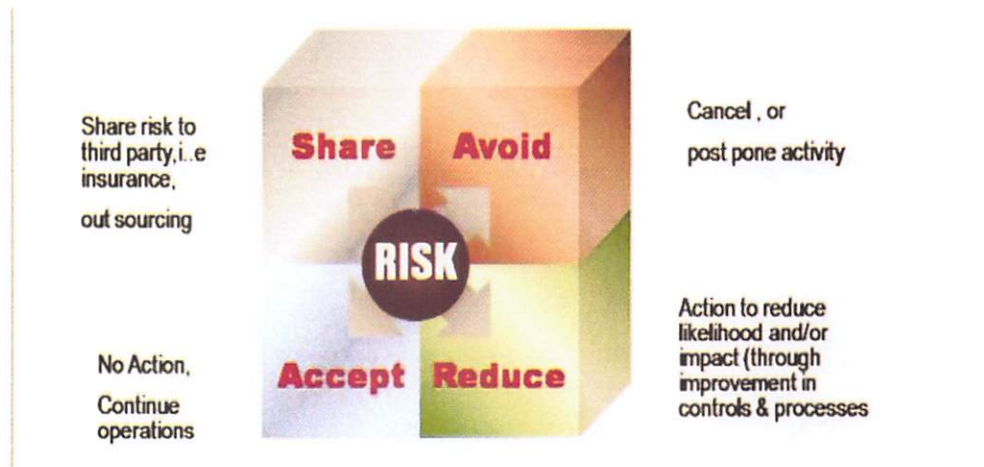 Share risk to
third party,i..e
insurance,
out sourcing
Share
Avoid
Cancel , or
post pone activity
RISK
No Action,
Continue
operations
Accept
Reduce
Action to reduce
likelihood and/or
impact (through
improvement in
controls & processes